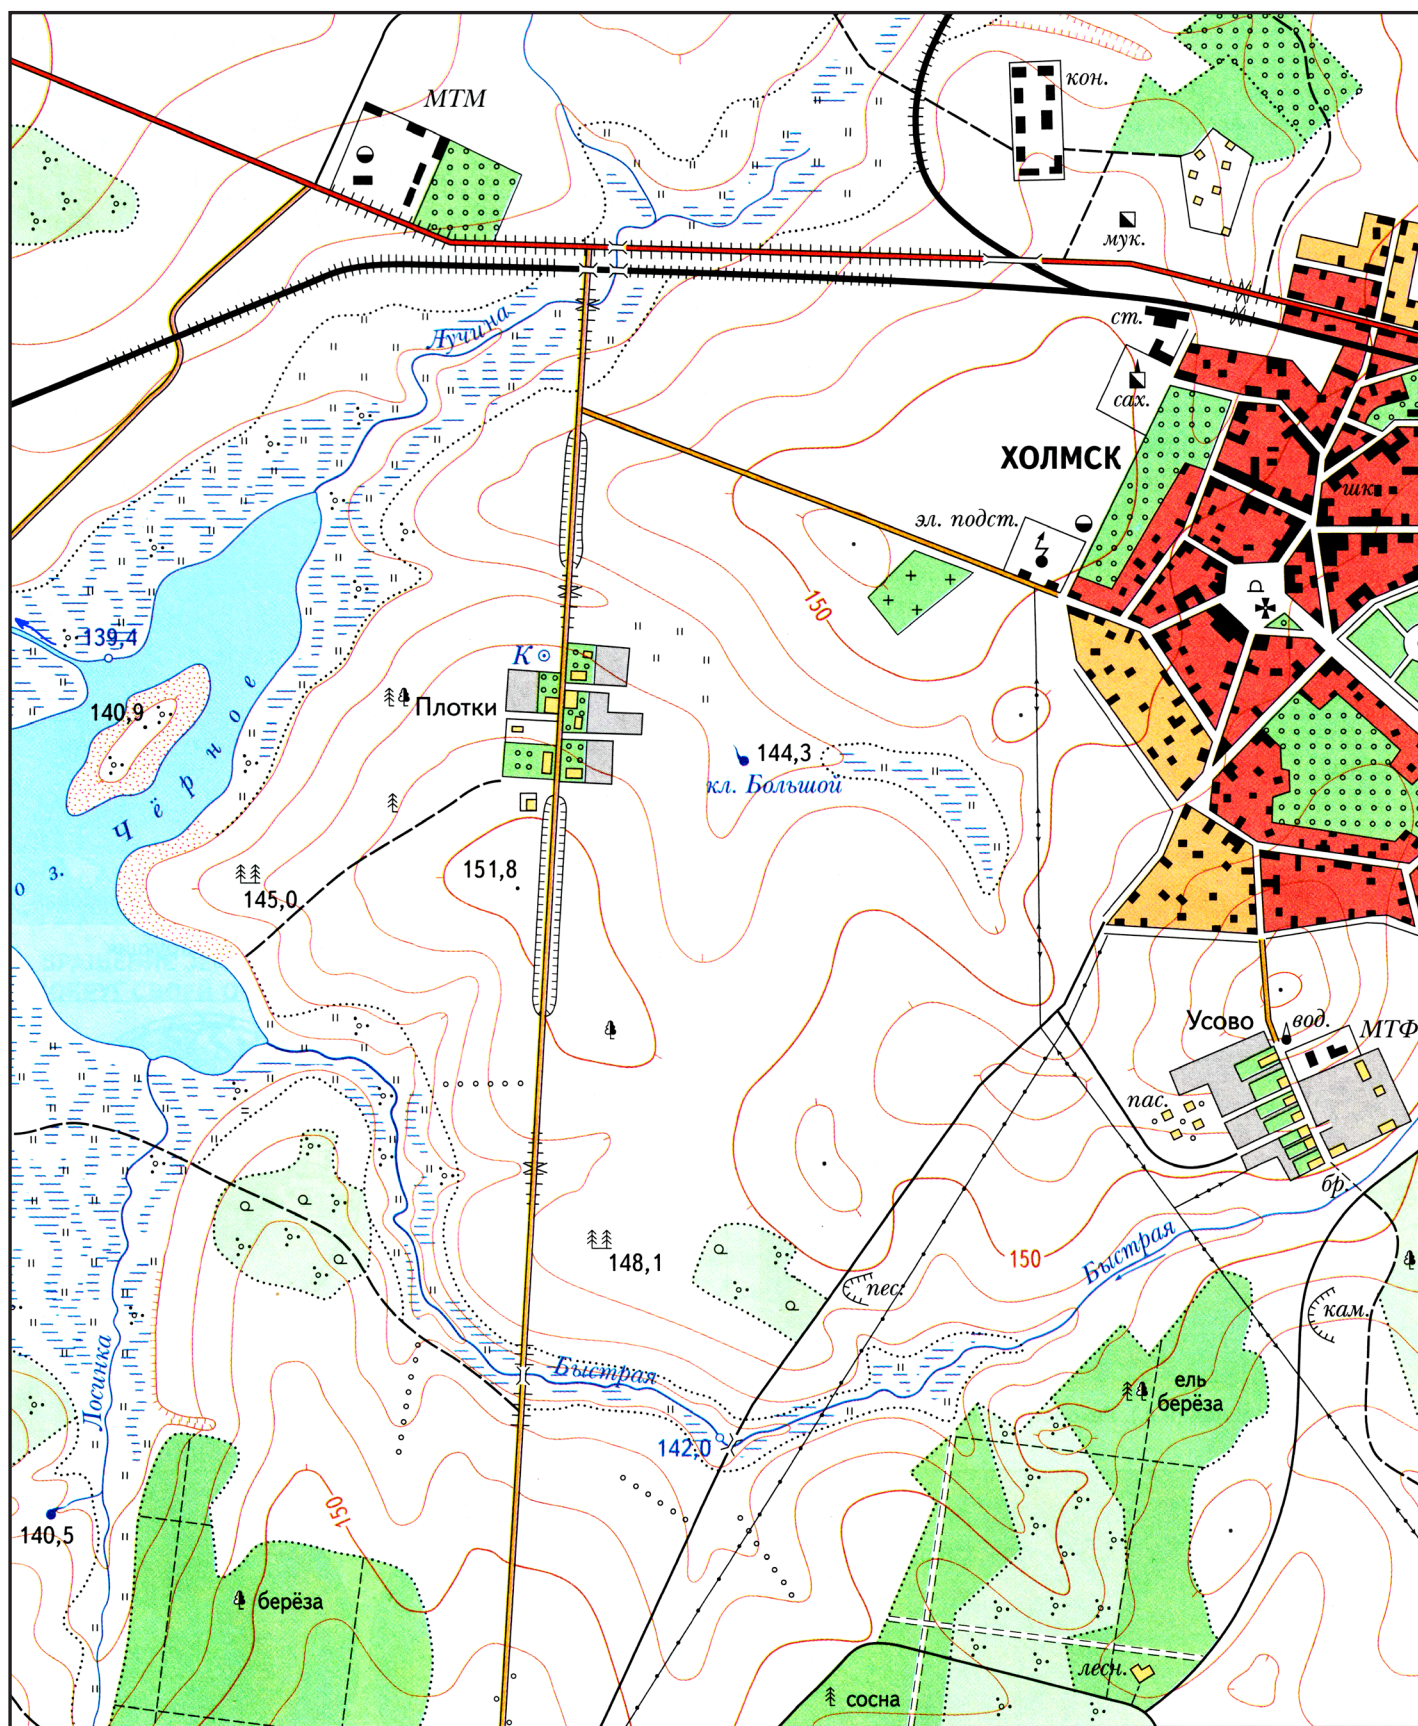 МТМ
кон.
мук.
Лучина
ст.
сах.
ХОЛМСК
шк.
эл. подст.
150
139,4
К
140,9
Плотки
144,3
кл. Большой
оз. Чёрное
151,8
145,0
Усово
вод.
МТФ
пас.
бр.
148,1
150
Быстрая
пес.
кам.
Лосинка
Быстрая
ель
берёза
142,0
150
140,5
берёза
лесн.
сосна